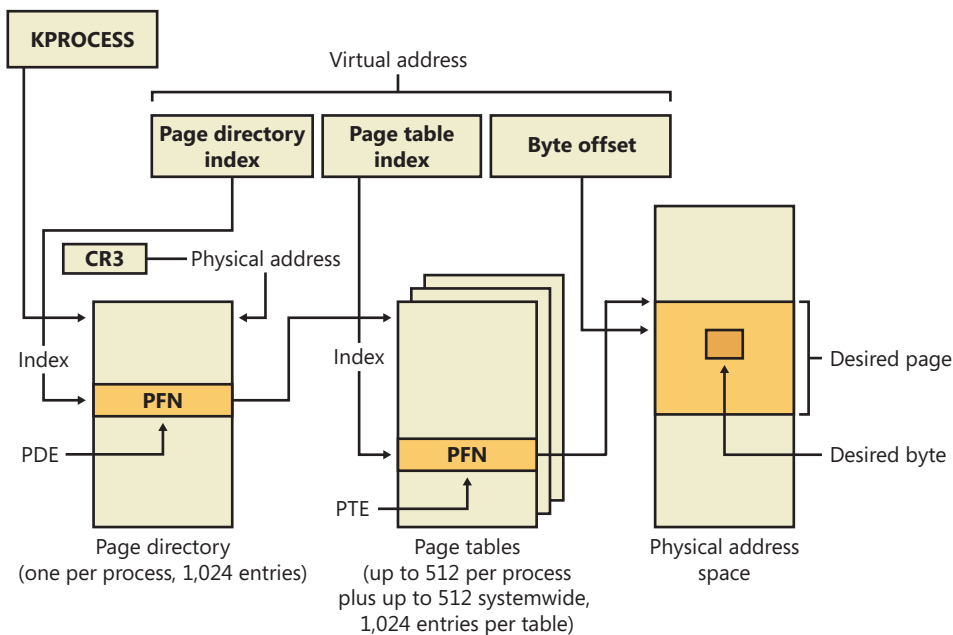 KPROCESS
Virtual address
Page directory
index
Page table
index
Byte offset
CR3
Physical address
Index
Index
Desired page
PFN
PDE
PFN
Desired byte
PTE
Page directory
(one per process, 1,024 entries)
Page tables
(up to 512 per process
plus up to 512 systemwide,
1,024 entries per table)
Physical address
space